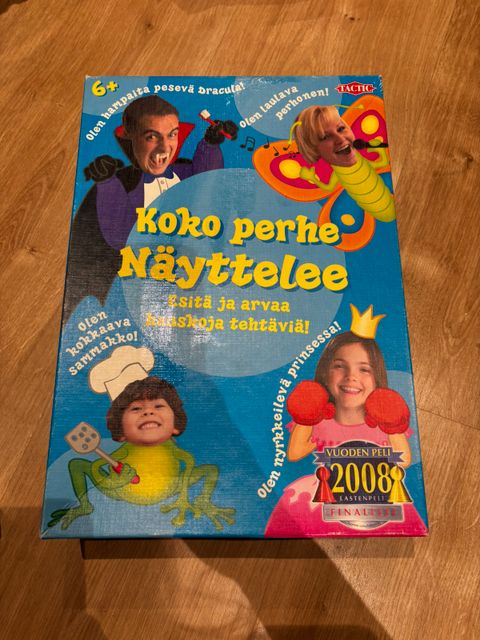 6+
Olen hampaita pesevä Dracula!
Olen laulava
perhonen!
TACTIC
Koko perhe
Näyttelee
Esitä ja arvaa
hauskoja tehtäviä!
Olen
kokkaava
sammakko!
Olen nyrkkeilevä prinsessa!
VUODEN PELI
2008
LASTENPELI
FINALISTI